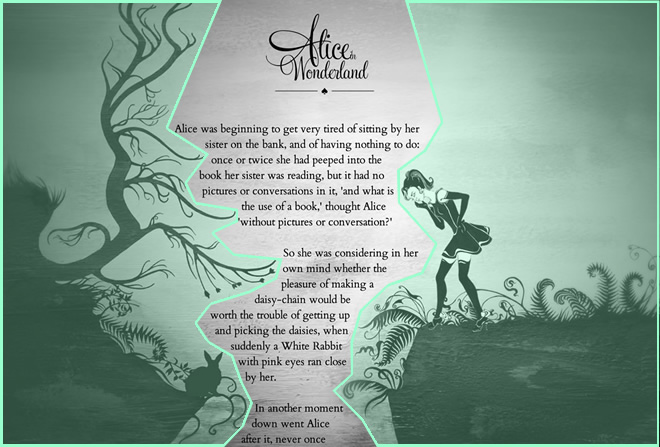 Alice in
Wonderland
Alice was beginning to get very tired of sitting by her
sister on the bank, and of having nothing to do:
once or twice she had peeped into the
book her sister was reading, but it had no
pictures or conversations in it, 'and what is
the use of a book,' thought Alice
'without pictures or conversation?'
So she was considering in her
own mind whether the
pleasure of making a
daisy-chain would be
worth the trouble of getting up
and picking the daisies, when
suddenly a White Rabbit
with pink eyes ran close
by her.
In another moment
down went Alice
after it, never once